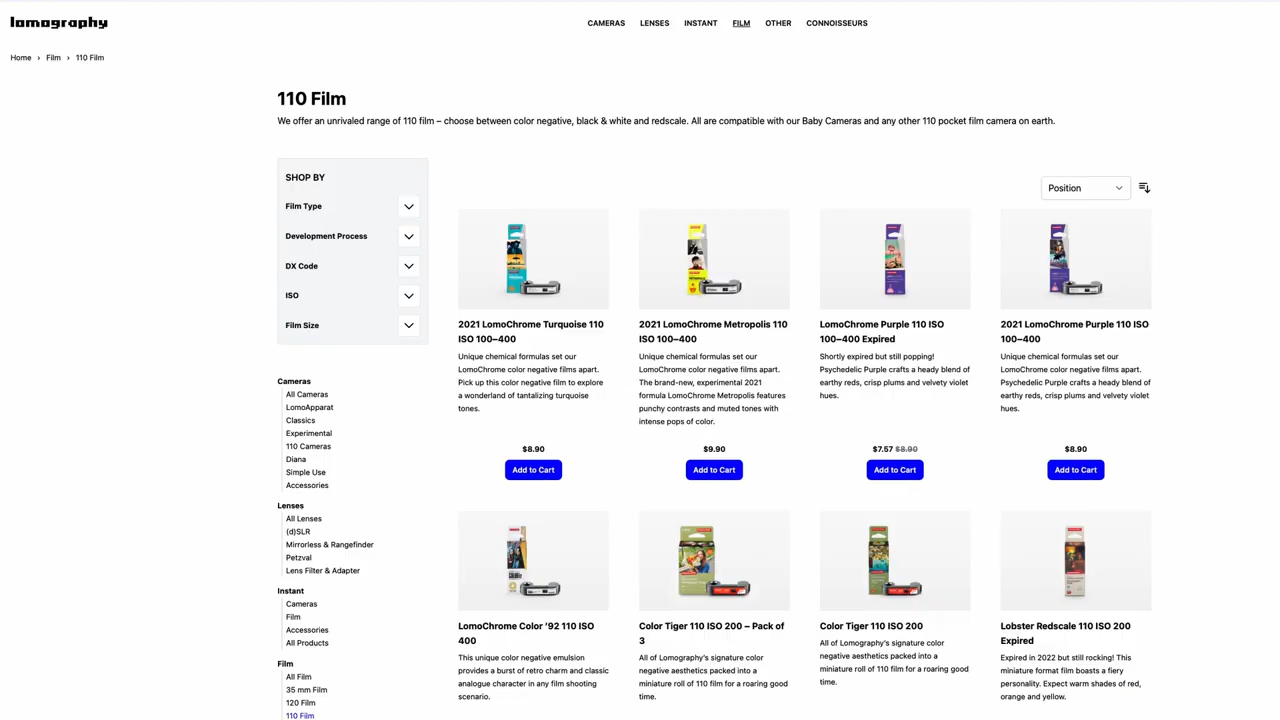 lomography
CAMERAS LENSES INSTANT FILM OTHER CONNOISSEURS
Home › Film › 110 Film
110 Film
We offer an unrivaled range of 110 film – choose between color negative, black & white and redscale. All are compatible with our Baby Cameras and any other 110 pocket film camera on earth.
SHOP BY
Film Type
Development Process
DX Code
ISO
Film Size
Cameras
All Cameras
LomoApparat
Classics
Experimental
110 Cameras
Diana
Simple Use
Accessories
Lenses
All Lenses
(d)SLR
Mirrorless & Rangefinder
Petzval
Lens Filter & Adapter
Instant
Cameras
Film
Accessories
All Products
Film
All Film
35 mm Film
120 Film
110 Film
Position
2021 LomoChrome Turquoise 110
ISO 100–400
Unique chemical formulas set our
LomoChrome color negative films apart.
Pick up this color negative film to explore
a wonderland of tantalizing turquoise
tones.
$8.90
Add to Cart
2021 LomoChrome Metropolis 110
ISO 100–400
Unique chemical formulas set our
LomoChrome color negative films apart.
The brand-new, experimental 2021
formula LomoChrome Metropolis features
punchy contrasts and muted tones with
intense pops of color.
$9.90
Add to Cart
LomoChrome Purple 110 ISO
100–400 Expired
Shortly expired but still popping!
Psychedelic Purple crafts a heady blend of
earthy reds, crisp plums and velvety violet
hues.
$7.57 $8.90
Add to Cart
2021 LomoChrome Purple 110 ISO
100–400
Unique chemical formulas set our
LomoChrome color negative films apart.
Psychedelic Purple crafts a heady blend of
earthy reds, crisp plums and velvety violet
hues.
$8.90
Add to Cart
LomoChrome Color '92 110 ISO
400
This unique color negative emulsion
provides a burst of retro charm and classic
analogue character in any film shooting
scenario.
Color Tiger 110 ISO 200 – Pack of
3
All of Lomography's signature color
negative aesthetics packed into a
miniature roll of 110 film for a roaring good
time.
Color Tiger 110 ISO 200
All of Lomography's signature color
negative aesthetics packed into a
miniature roll of 110 film for a roaring good
time.
Lobster Redscale 110 ISO 200
Expired
Expired in 2022 but still rocking! This
miniature format film boasts a fiery
personality. Expect warm shades of red,
orange and yellow.